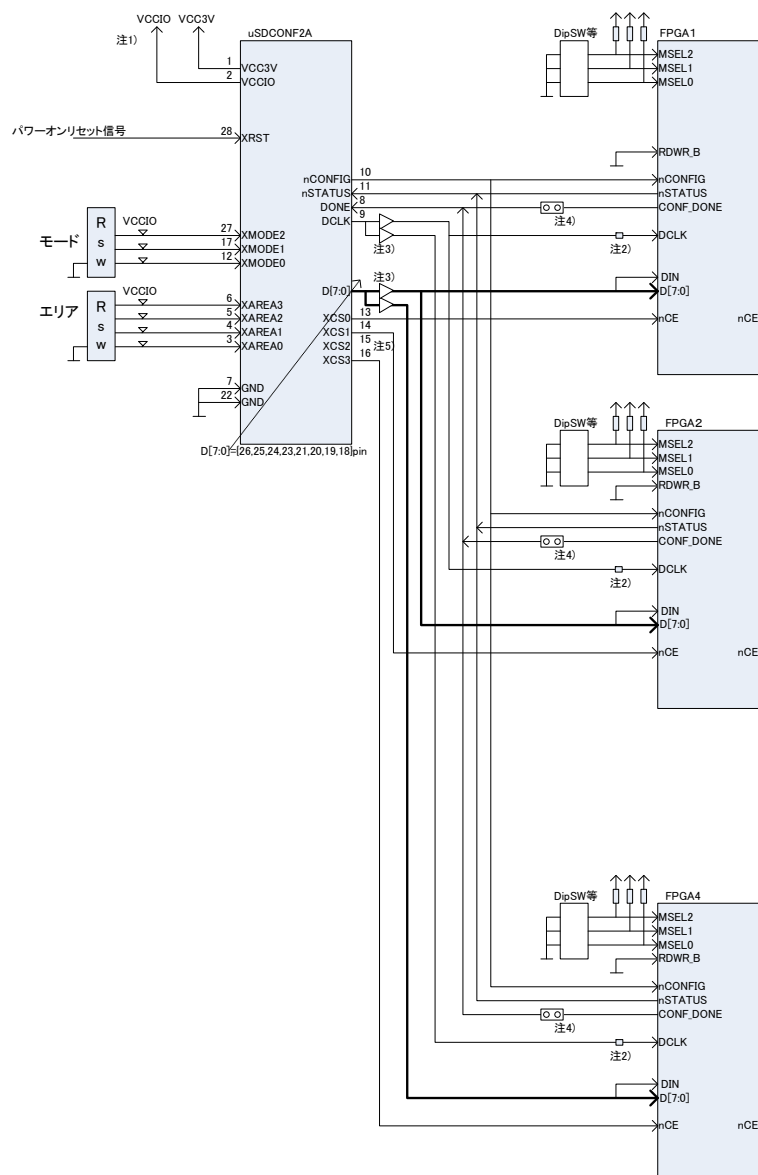 VCCIO VCC3V
注1)
uSDCONF2A
1
VCC3V
2
VCCIO
パワーオンリセット信号
28
XRST
nCONFIG
10
nSTATUS
11
DONE
8
DCLK
9
注3)
モード
R
s
w
VCCIO
27
XMODE2
17
XMODE1
12
XMODE0
D[7:0]
注3)
エリア
R
s
w
VCCIO
6
XAREA3
5
XAREA2
4
XAREA1
3
XAREA0
XCS0
13
XCS1
14
XCS2
15
注5)
XCS3
16
7
GND
22
GND
D[7:0]=[26,25,24,23,21,20,19,18]pin
DipSW等
FPGA1
MSEL2
MSEL1
MSEL0
RDWR_B
nCONFIG
nSTATUS
CONF_DONE
注4)
DCLK
注2)
DIN
D[7:0]
nCE
nCE
DipSW等
FPGA2
MSEL2
MSEL1
MSEL0
RDWR_B
nCONFIG
nSTATUS
CONF_DONE
注4)
DCLK
注2)
DIN
D[7:0]
nCE
nCE
DipSW等
FPGA4
MSEL2
MSEL1
MSEL0
RDWR_B
nCONFIG
nSTATUS
CONF_DONE
注4)
DCLK
注2)
DIN
D[7:0]
nCE
nCE